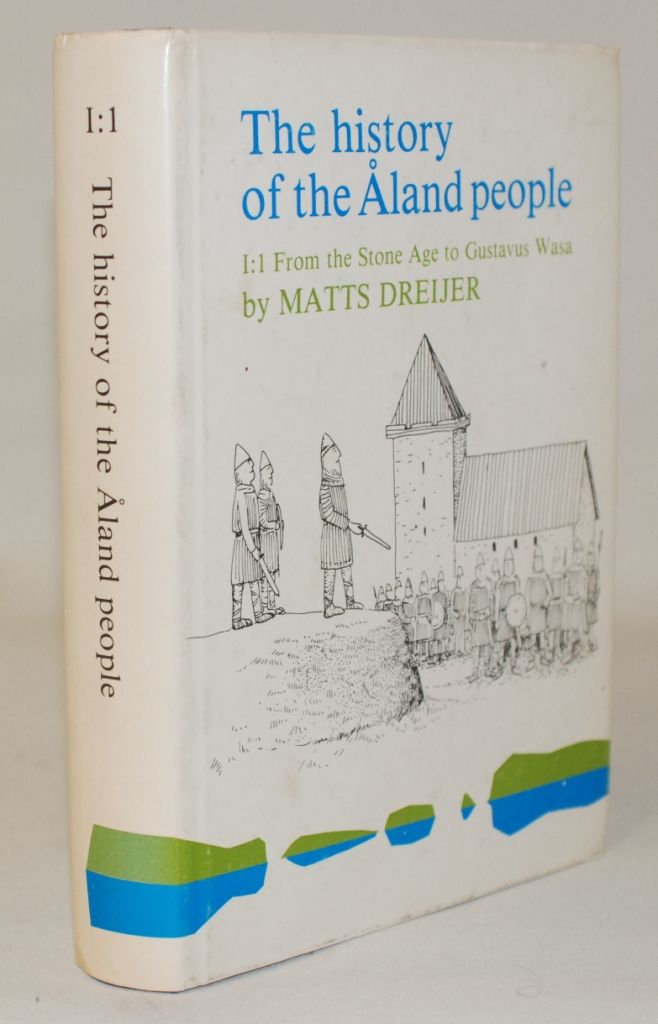 I:1
The history of the Åland people
The history
of the Åland people
I:1 From the Stone Age to Gustavus Wasa
by MATTS DREIJER